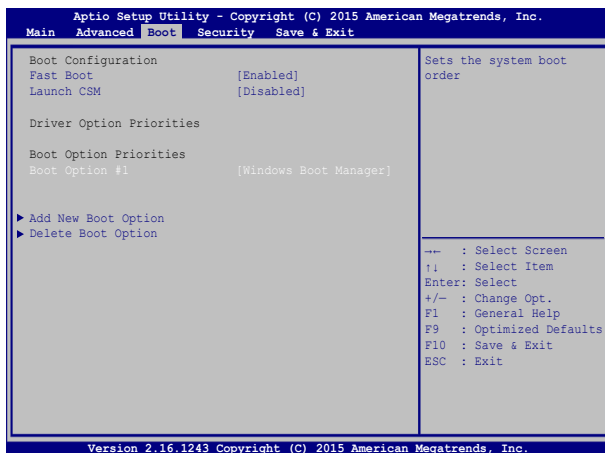 Aptio Setup Utility - Copyright (C) 2015 American Megatrends, Inc.
Main Advanced Boot Security Save & Exit
Boot Configuration
Fast Boot [Enabled]
Launch CSM [Disabled]
Driver Option Priorities
Boot Option Priorities
Boot Option #1 [Windows Boot Manager]
Add New Boot Option
Delete Boot Option
Sets the system boot
order
→← : Select Screen
↑↓ : Select Item
Enter: Select
+/— : Change Opt.
F1 : General Help
F9 : Optimized Defaults
F10 : Save & Exit
ESC : Exit
Version 2.16.1243 Copyright (C) 2015 American Megatrends, Inc.